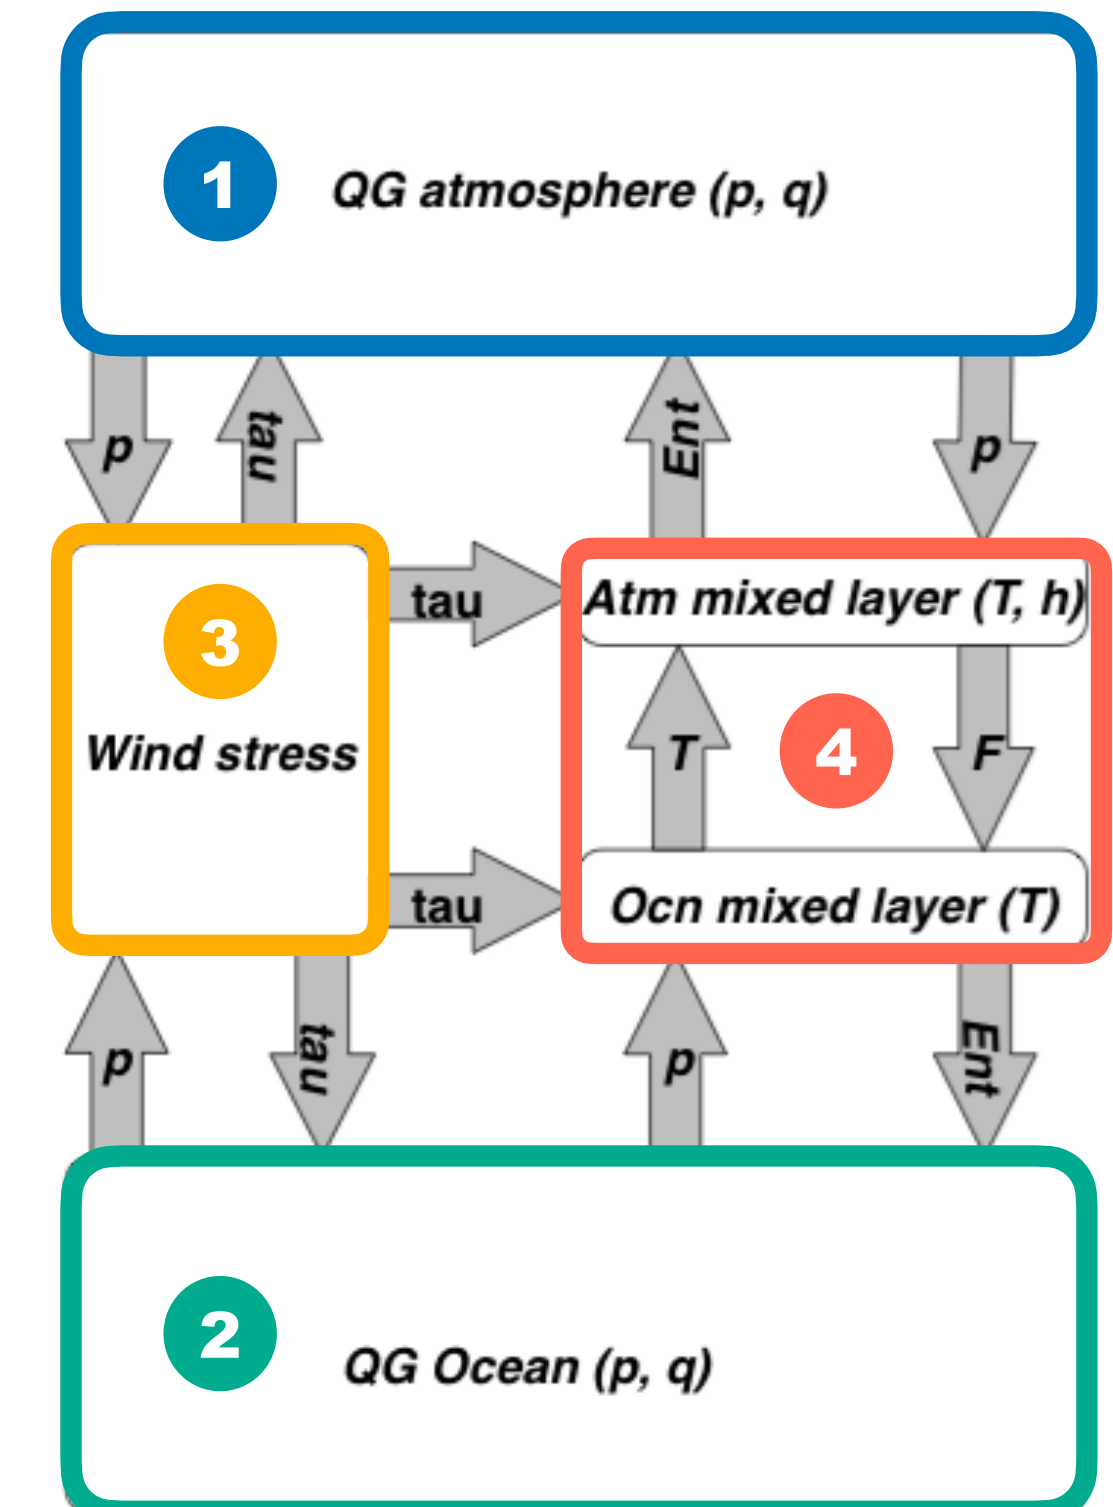 1
QG atmosphere (p, q)
p
tau
Ent
p
3
Wind stress
tau
Atm mixed layer (T, h)
T
4
F
tau
Ocn mixed layer (T)
p
tau
p
Ent
2
QG Ocean (p, q)